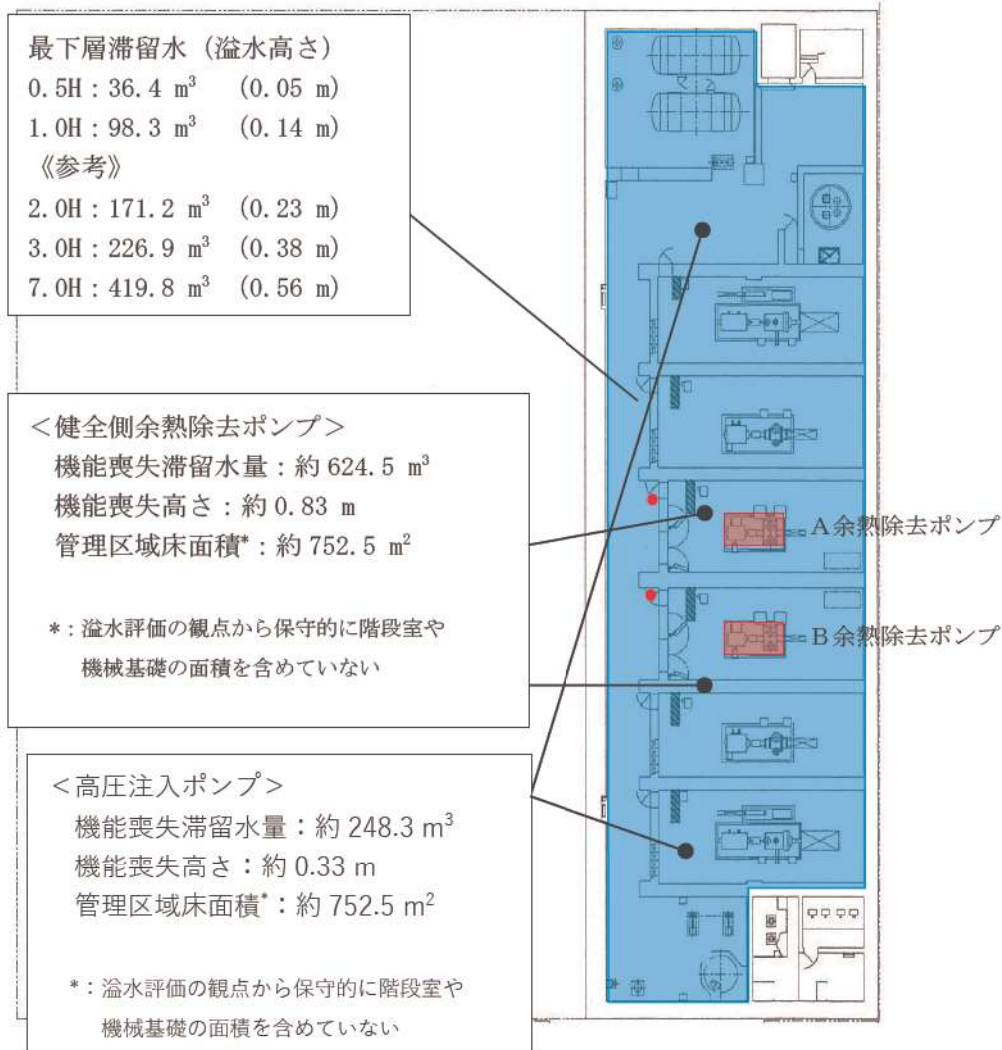 最下層滞留水（溢水高さ）
0.5H：36.4 m³ （0.05 m）
1.0H：98.3 m³ （0.14 m）
《参考》
2.0H：171.2 m³ （0.23 m）
3.0H：226.9 m³ （0.38 m）
7.0H：419.8 m³ （0.56 m）
＜健全側余熱除去ポンプ＞
機能喪失滞留水量：約 624.5 m³
機能喪失高さ：約 0.83 m
管理区域床面積*：約 752.5 m²
*：溢水評価の観点から保守的に階段室や
機械基礎の面積を含めていない
A余熱除去ポンプ
B余熱除去ポンプ
＜高圧注入ポンプ＞
機能喪失滞留水量：約 248.3 m³
機能喪失高さ：約 0.33 m
管理区域床面積*：約 752.5 m²
*：溢水評価の観点から保守的に階段室や
機械基礎の面積を含めていない